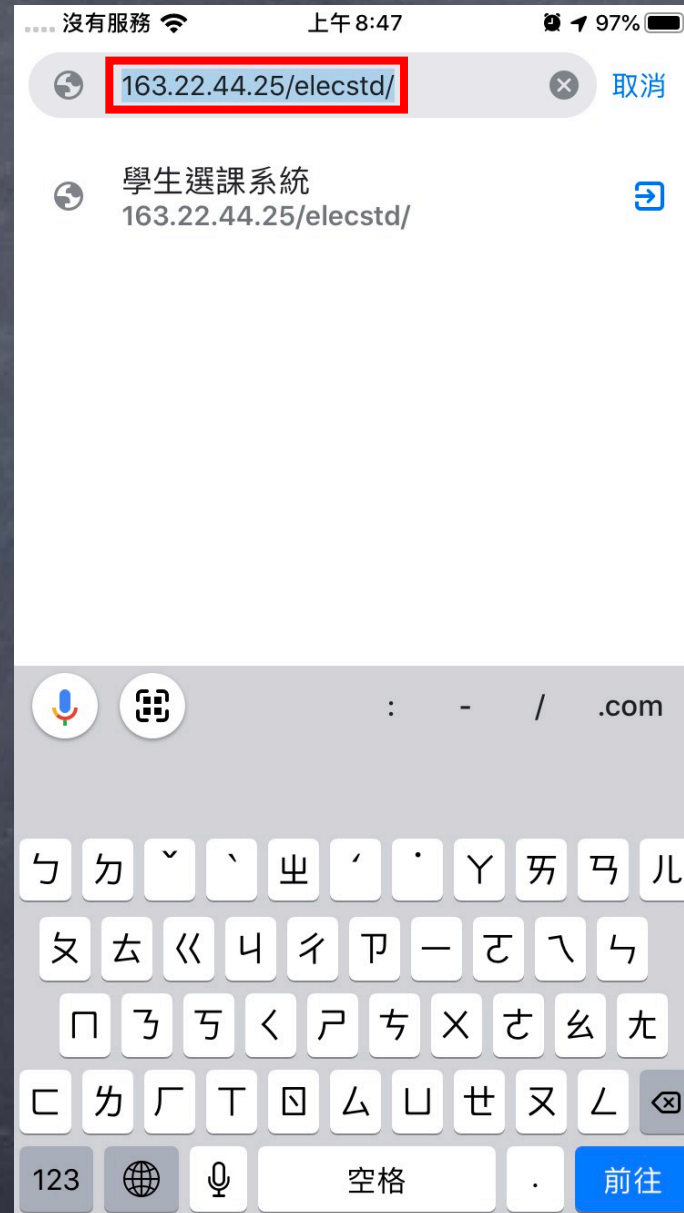 沒有服務 上午8:47 97%
163.22.44.25/elecstd/ 取消
學生選課系統
163.22.44.25/elecstd/
: - / .com
ㄅ ㄉ ˇ ˋ ㄓ ˊ ˙ ㄚ ㄞ ㄢ ㄦ
ㄆ ㄊ ㄍ ㄐ ㄔ ㄗ ㄧ ㄛ ㄟ ㄣ
ㄇ ㄋ ㄎ ㄑ ㄕ ㄘ ㄨ ㄜ ㄠ ㄤ
ㄈ ㄌ ㄏ ㄒ ㄖ ㄙ ㄩ ㄝ ㄡ ㄥ
123 空格 . 前往